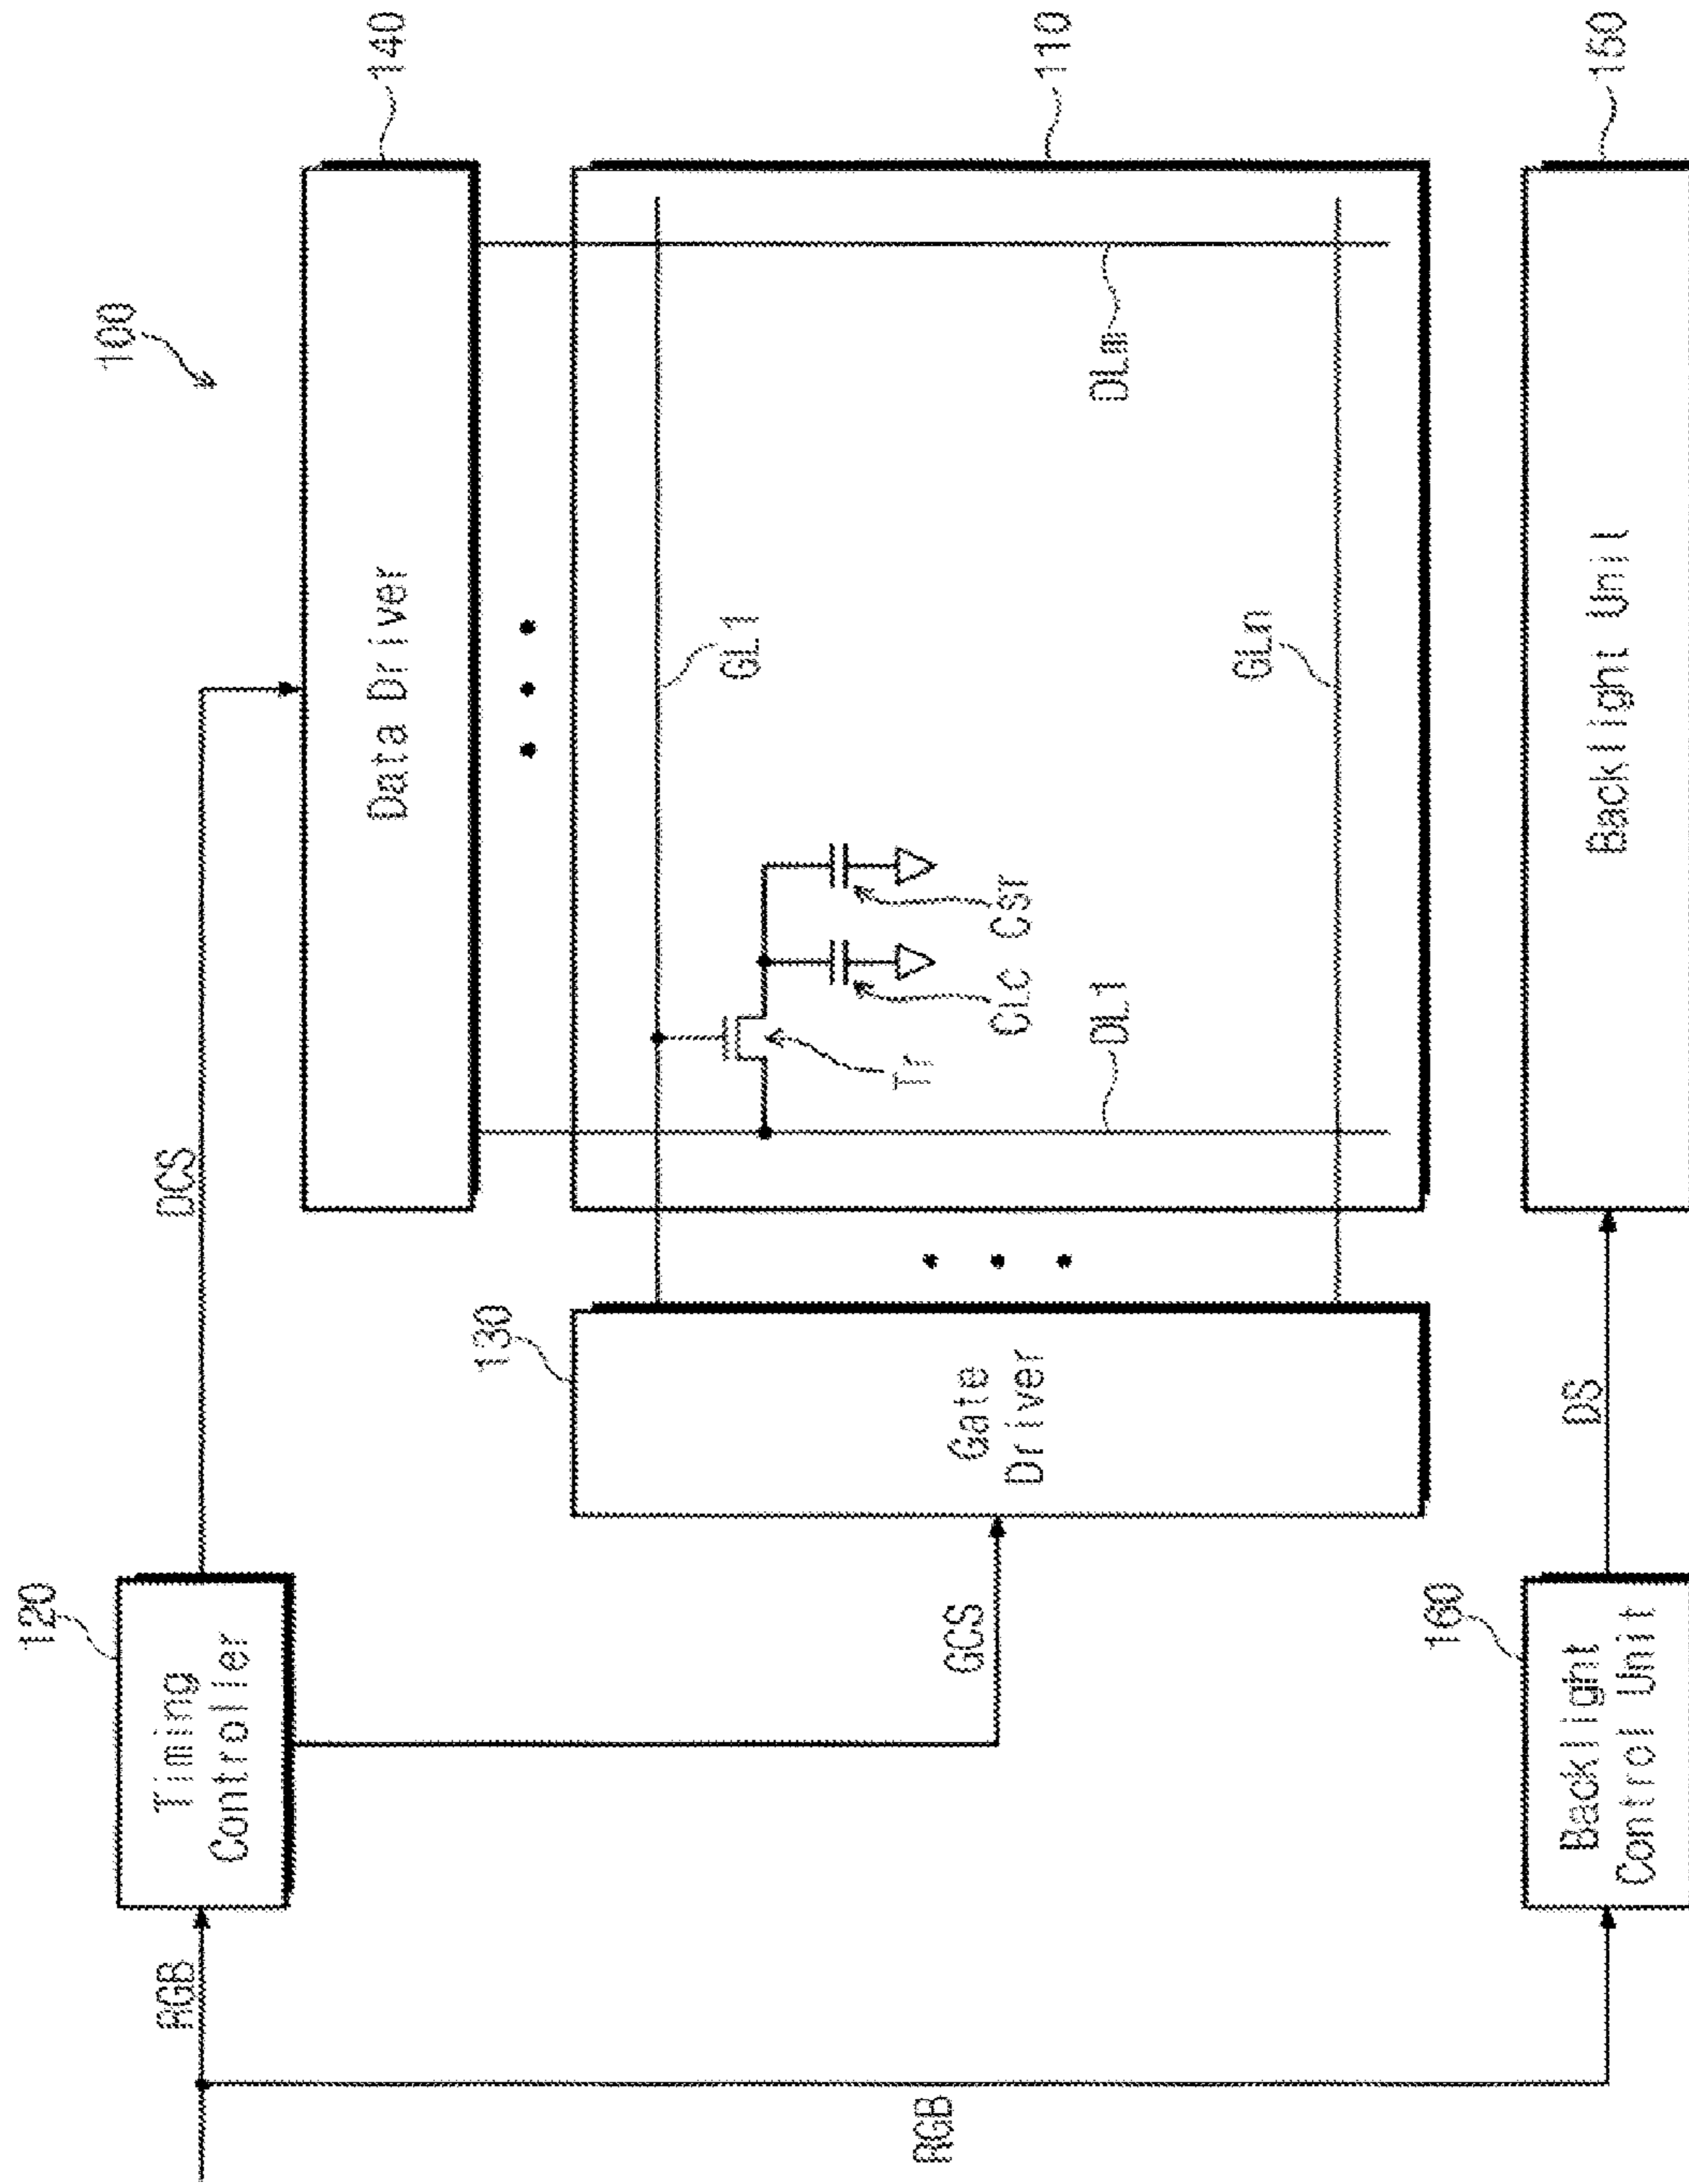 100
120
Timing
Controller
RGB
DCS
Data Driver
140
130
Gate
Driver
GCS
GL1
Tr
CLC
CST
DL1
DLm
GLn
110
RGB
160
Backlight
Control Unit
DS
Backlight Unit
150